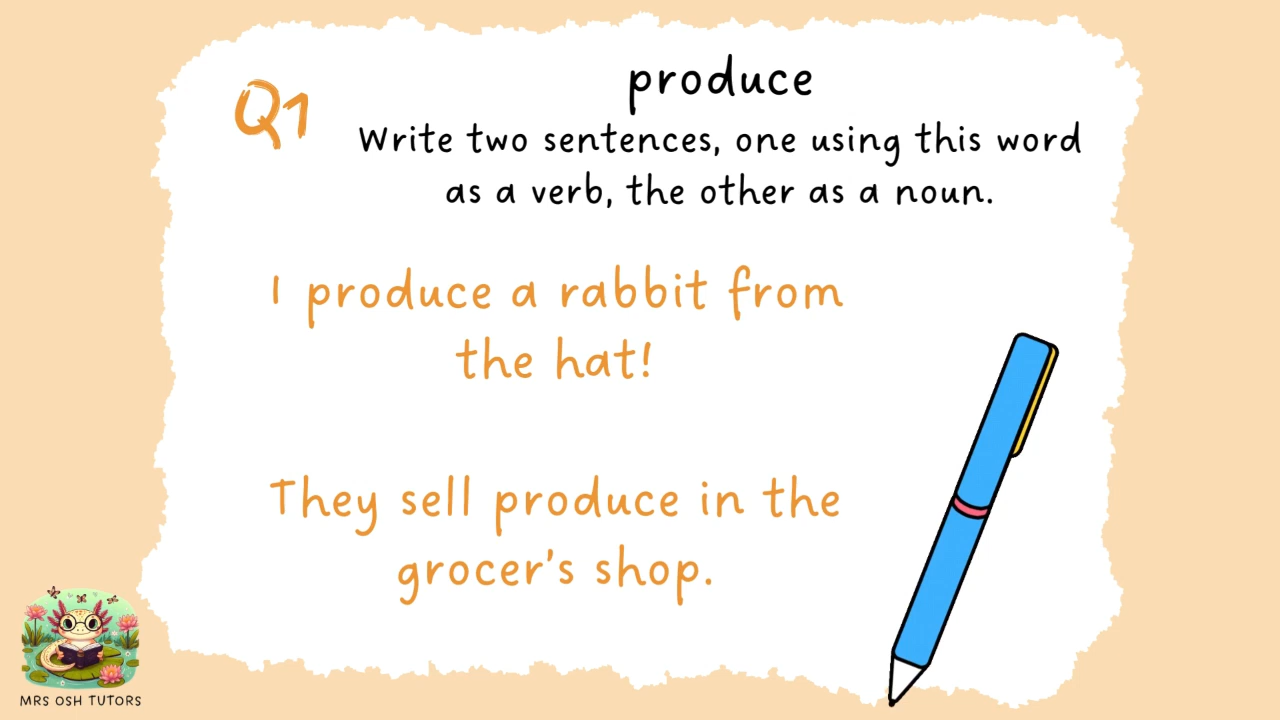 Q1
produce
Write two sentences, one using this word
as a verb, the other as a noun.
I produce a rabbit from
the hat!
They sell produce in the
grocer's shop.
MRS OSH TUTORS